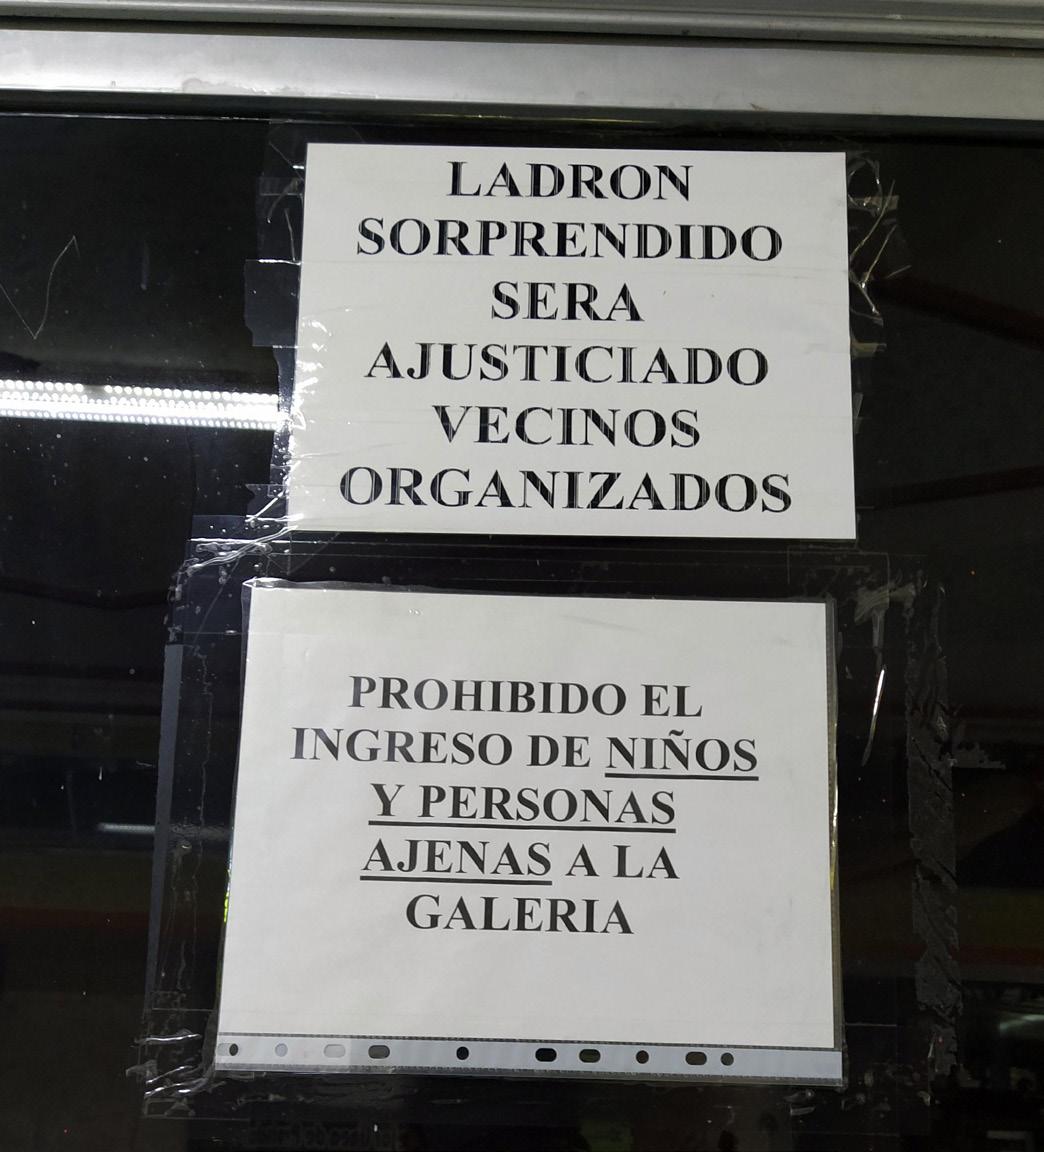 LADRON
SORPRENDIDO
SERA
AJUSTICIADO
VECINOS
ORGANIZADOS
PROHIBIDO EL
INGRESO DE NIÑOS
Y PERSONAS
AJENAS A LA
GALERIA